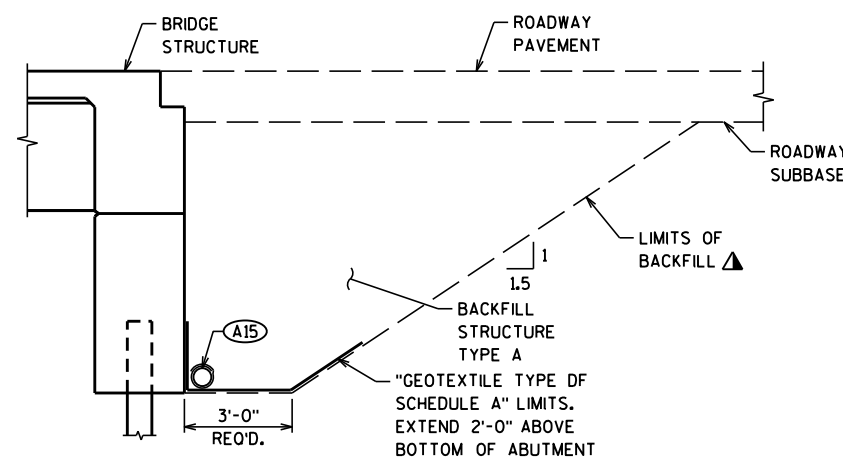 BRIDGE
STRUCTURE
ROADWAY
PAVEMENT
ROADWAY
SUBBASE
LIMITS OF
BACKFILL
1
1.5
BACKFILL
STRUCTURE
TYPE A
A15
"GEOTEXTILE TYPE DF
SCHEDULE A" LIMITS.
EXTEND 2'-0" ABOVE
BOTTOM OF ABUTMENT
3'-0"
REQ'D.